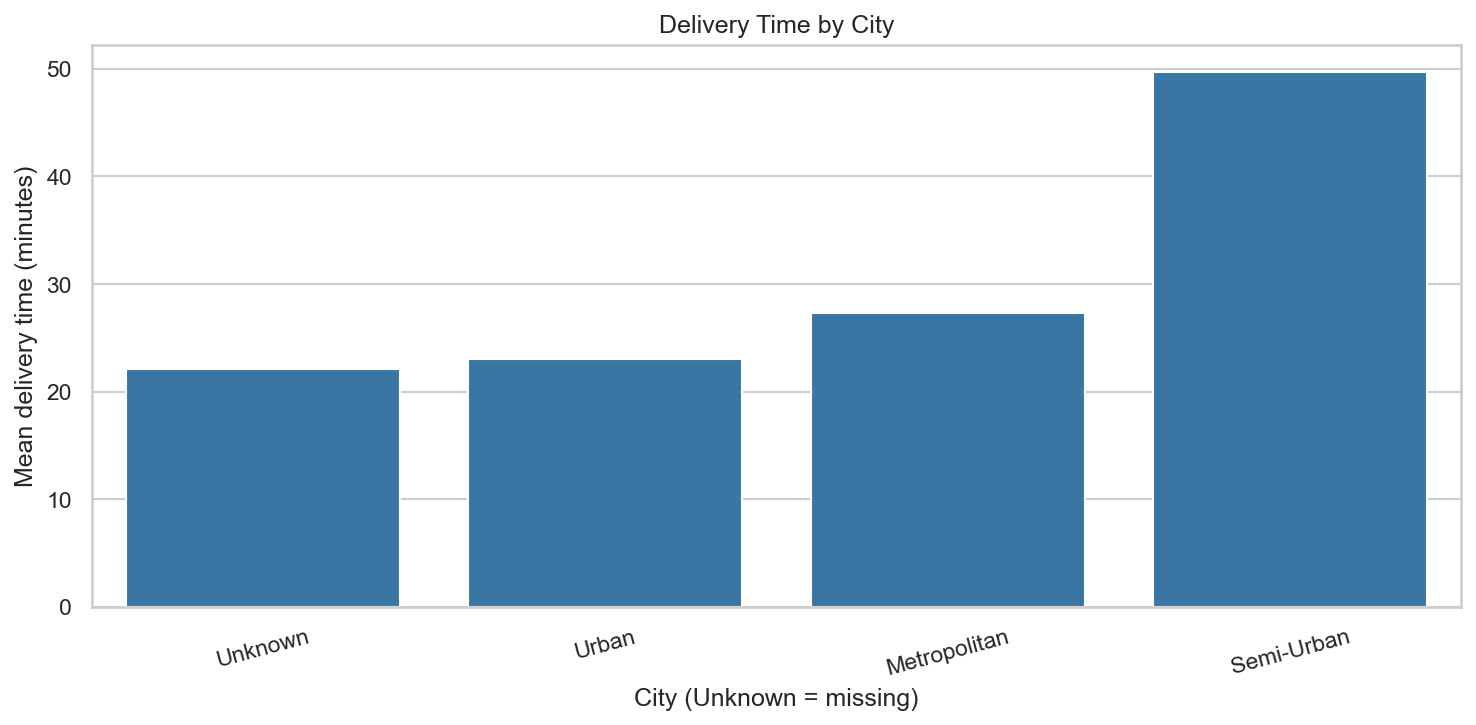 Delivery Time by City
Mean delivery time (minutes)
50
40
30
20
10
0
Unknown
Urban
Metropolitan
Semi-Urban
City (Unknown = missing)